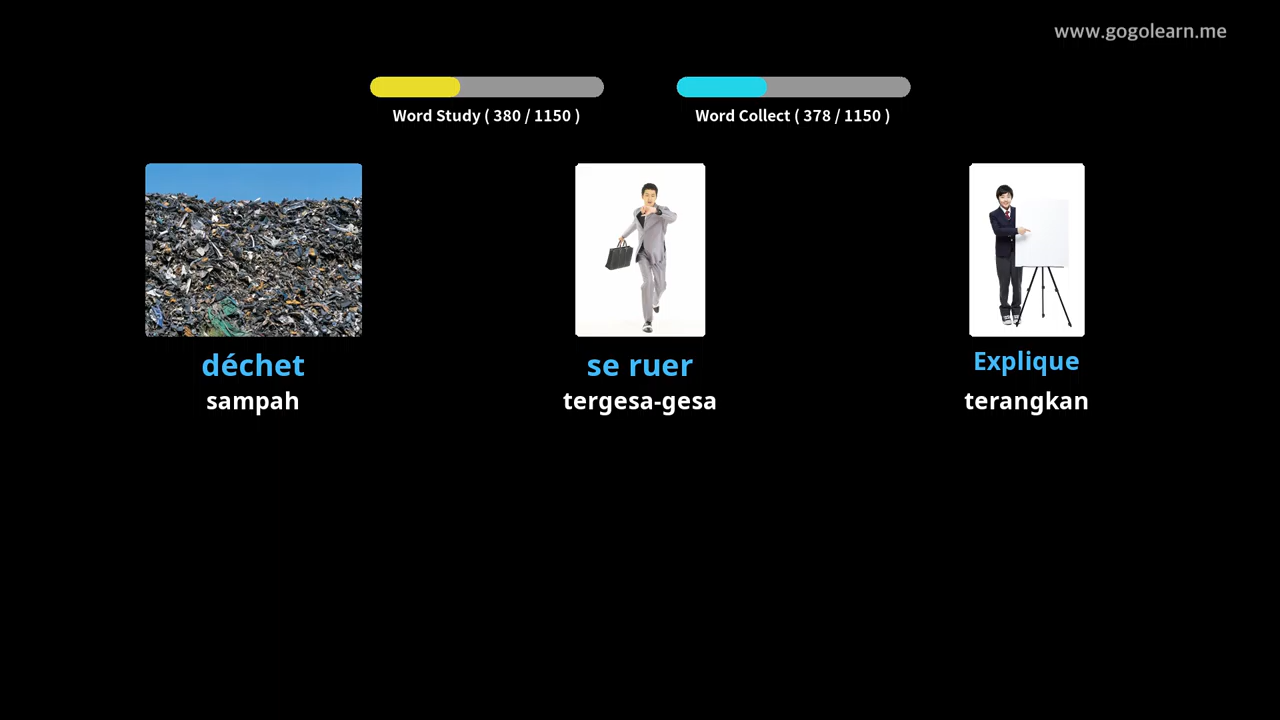 www.gogolearn.me
Word Study ( 380 / 1150 )
Word Collect ( 378 / 1150 )
déchet
se ruer
Explique
sampah
tergesa-gesa
terangkan